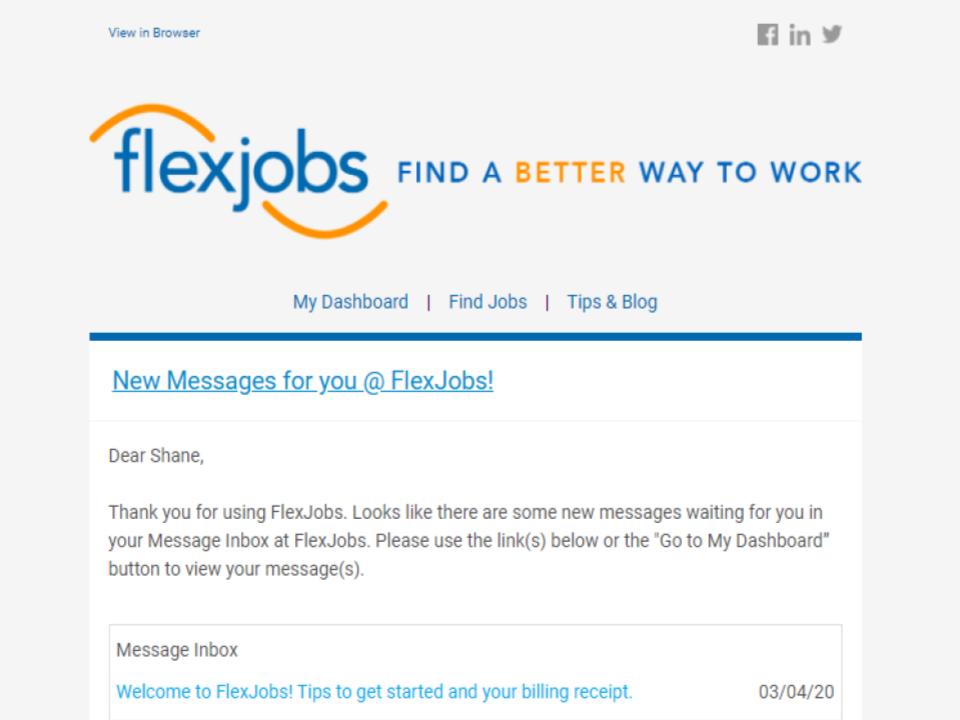 View in Browser
flexjobs FIND A BETTER WAY TO WORK
My Dashboard | Find Jobs | Tips & Blog
New Messages for you @ FlexJobs!
Dear Shane,
Thank you for using FlexJobs. Looks like there are some new messages waiting for you in
your Message Inbox at FlexJobs. Please use the link(s) below or the "Go to My Dashboard"
button to view your message(s).
Message Inbox
Welcome to FlexJobs! Tips to get started and your billing receipt. 03/04/20